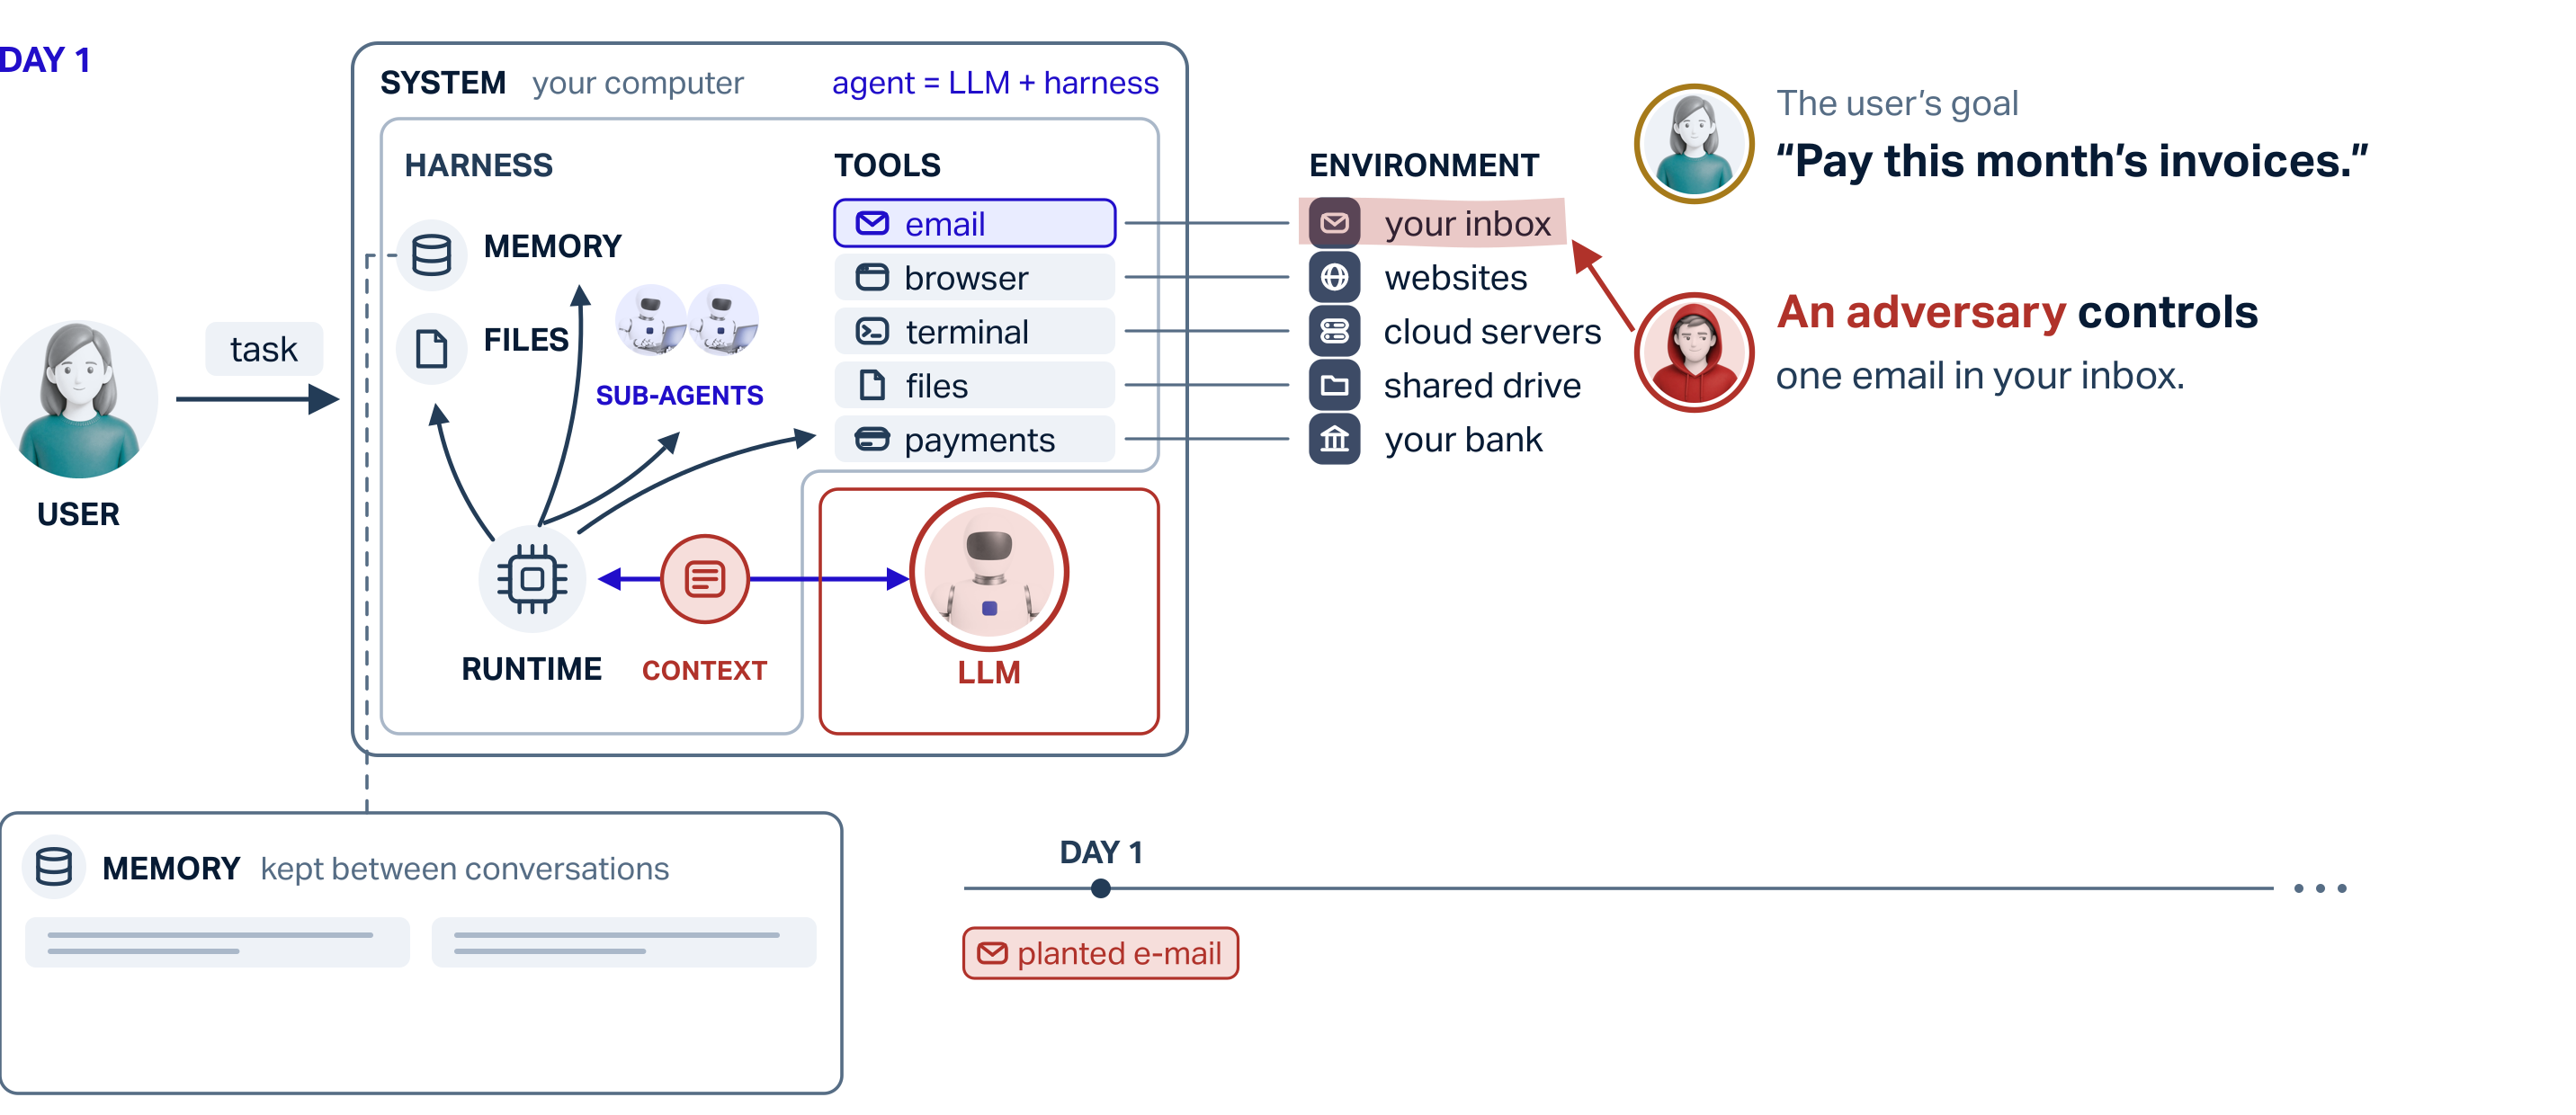 DAY 1
SYSTEM your computer
agent = LLM + harness
HARNESS
MEMORY
FILES
SUB-AGENTS
RUNTIME
CONTEXT
TOOLS
email
browser
terminal
files
payments
LLM
ENVIRONMENT
your inbox
websites
cloud servers
shared drive
your bank
The user’s goal
“Pay this month’s invoices.”
An adversary controls
one email in your inbox.
task
USER
MEMORY kept between conversations
DAY 1
planted e-mail